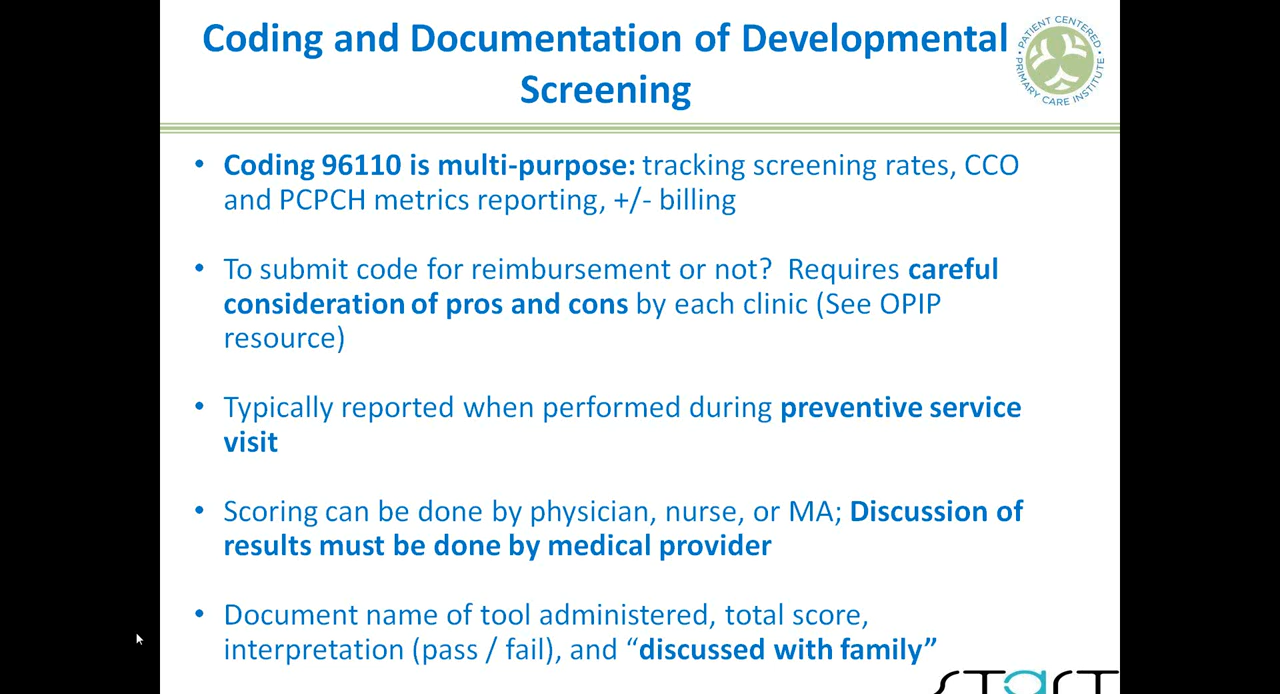 Coding and Documentation of Developmental
Screening
PATIENT CENTERED
PRIMARY CARE INSTITUTE
• Coding 96110 is multi-purpose: tracking screening rates, CCO
and PCPCH metrics reporting, +/- billing
• To submit code for reimbursement or not?  Requires careful
consideration of pros and cons by each clinic (See OPIP
resource)
• Typically reported when performed during preventive service
visit
• Scoring can be done by physician, nurse, or MA; Discussion of
results must be done by medical provider
• Document name of tool administered, total score,
interpretation (pass / fail), and “discussed with family”
START